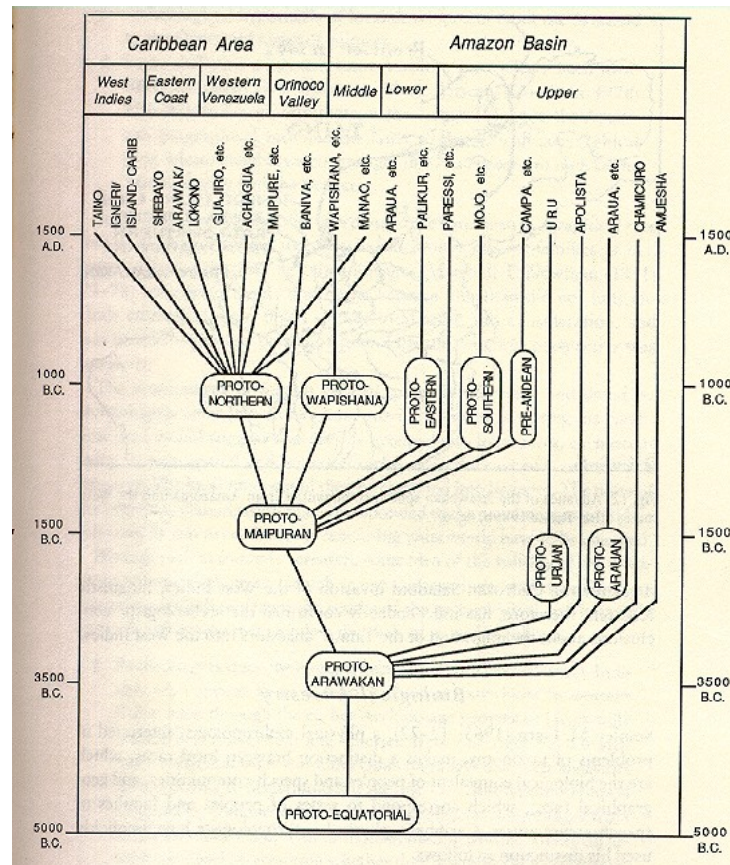 Caribbean Area
Amazon Basin
West
Indies
Eastern
Coast
Western
Venezuela
Orinoco
Valley
Middle
Lower
Upper
TAINO
IGNERI/
ISLAND-CARIB
SHEBAYO
ARAWAK/
LOKONO
GUAJIRO, etc.
ACHAGUA, etc.
MAIPURE, etc.
BANIVA, etc.
WAPISHANA, etc.
MANAO, etc.
ARAUA, etc.
PALIKUR, etc.
PARESSI, etc.
MOJO, etc.
CAMPA, etc.
URU
APOLISTA
ARAUA, etc.
CHAMICURO
AMUESHA
1500
A.D.
1500
A.D.
1000
B.C.
PROTO-
NORTHERN
PROTO-
WAPISHANA
PROTO-
EASTERN
PROTO-
SOUTHERN
PRE-ANDEAN
1000
B.C.
1500
B.C.
PROTO-
MAIPURAN
PROTO-
URUAN
PROTO-
ARAUAN
1500
B.C.
3500
B.C.
PROTO-
ARAWAKAN
3500
B.C.
PROTO-EQUATORIAL
5000
B.C.
5000
B.C.